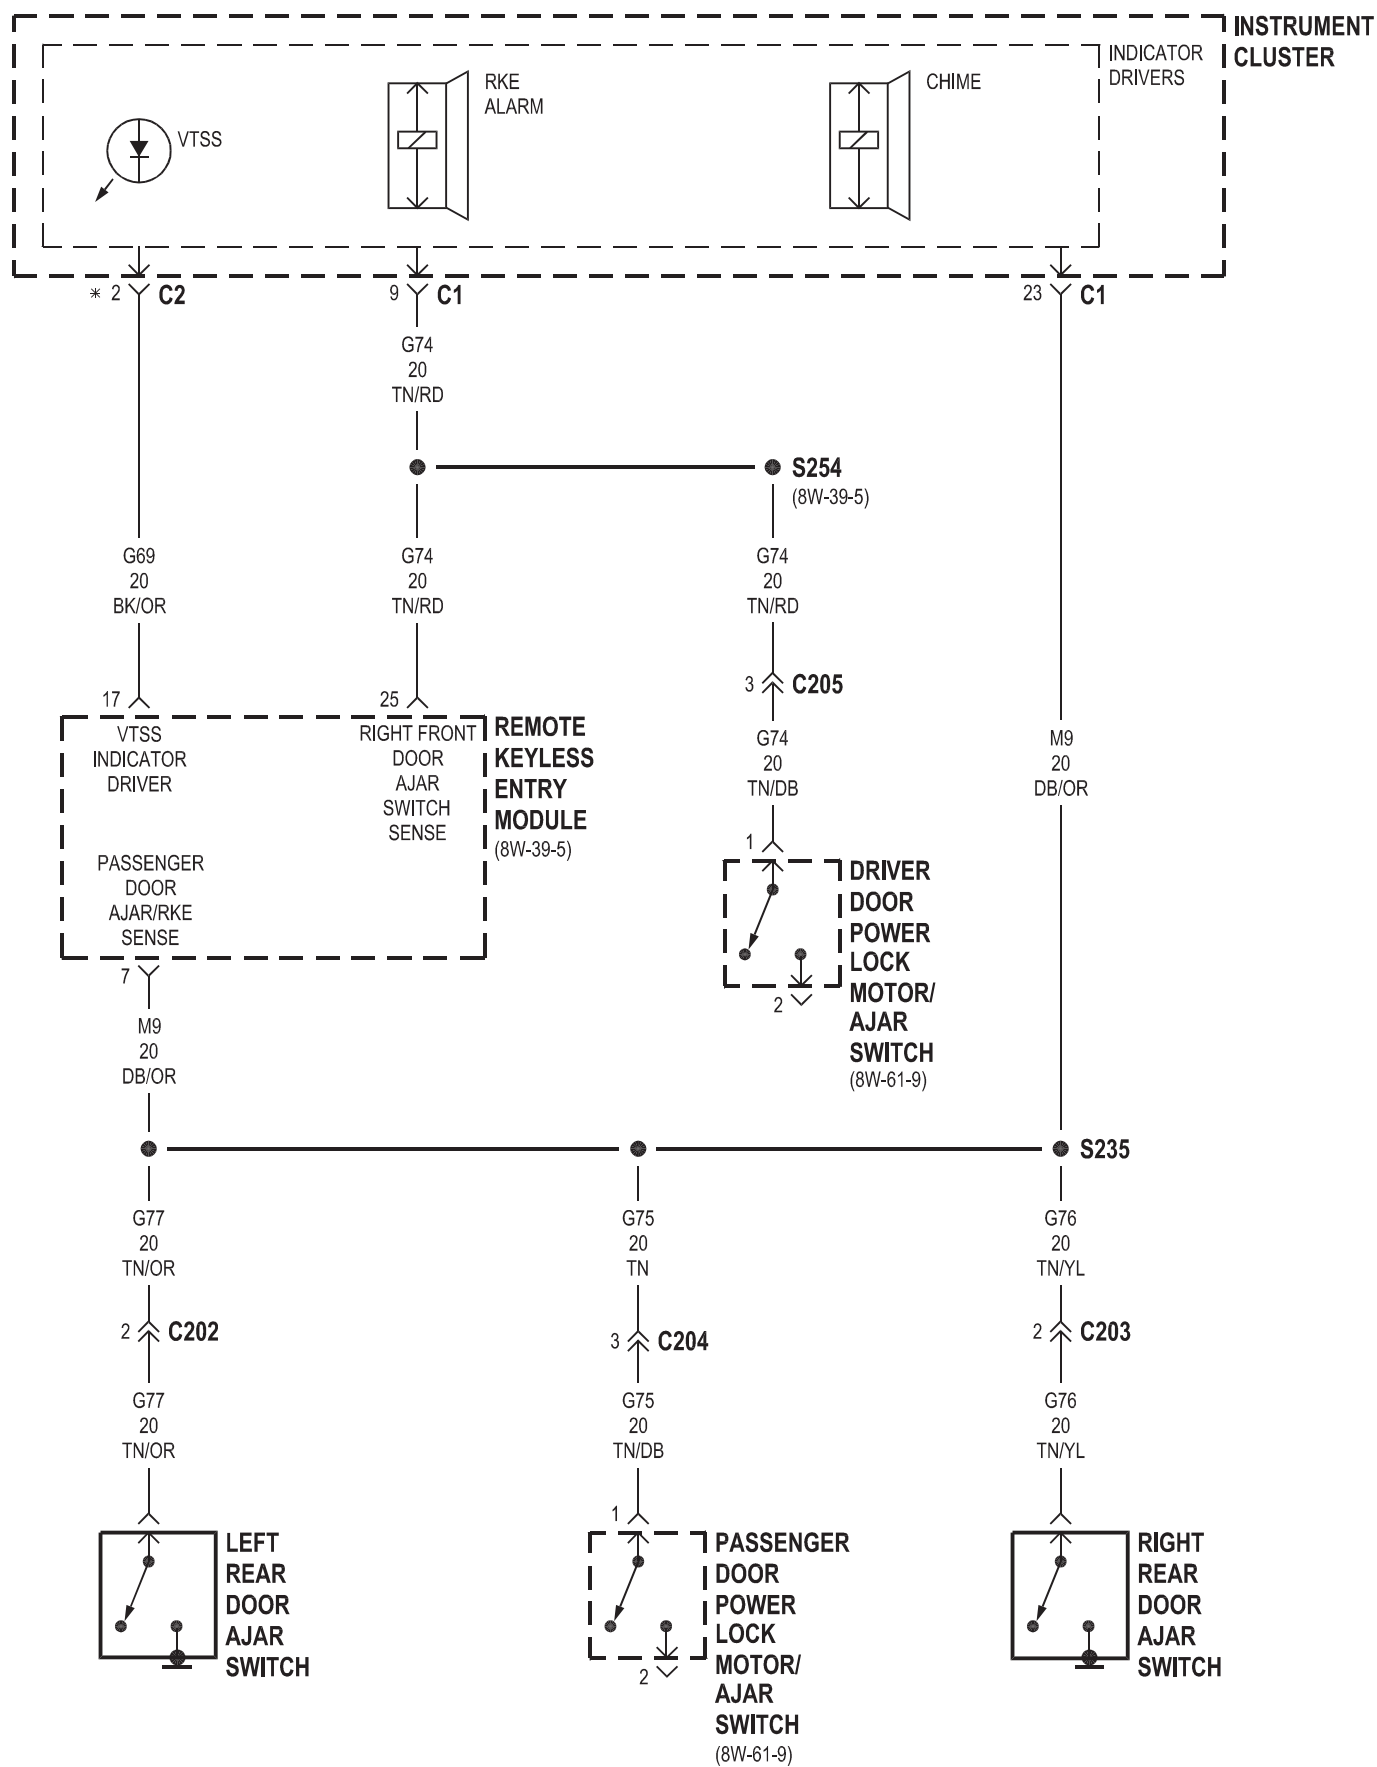 INSTRUMENT
CLUSTER
INDICATOR
DRIVERS
VTSS
RKE
ALARM
CHIME
* 2 C2
9 C1
23 C1
G74
20
TN/RD
S254
(8W-39-5)
G69
20
BK/OR
G74
20
TN/RD
G74
20
TN/RD
3 C205
G74
20
TN/DB
M9
20
DB/OR
17
25
VTSS
INDICATOR
DRIVER
RIGHT FRONT
DOOR
AJAR
SWITCH
SENSE
REMOTE
KEYLESS
ENTRY
MODULE
(8W-39-5)
PASSENGER
DOOR
AJAR/RKE
SENSE
7
1
DRIVER
DOOR
POWER
LOCK
MOTOR/
AJAR
SWITCH
(8W-61-9)
2
M9
20
DB/OR
S235
G77
20
TN/OR
G75
20
TN
G76
20
TN/YL
2 C202
3 C204
2 C203
G77
20
TN/OR
G75
20
TN/DB
G76
20
TN/YL
LEFT
REAR
DOOR
AJAR
SWITCH
1
PASSENGER
DOOR
POWER
LOCK
MOTOR/
AJAR
SWITCH
(8W-61-9)
2
RIGHT
REAR
DOOR
AJAR
SWITCH